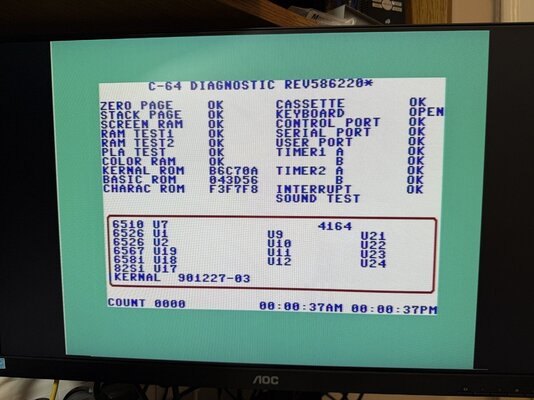 C-64 DIAGNOSTIC REV586220*
ZERO PAGE OK CASSETTE OK
STACK PAGE OK KEYBOARD OPEN
SCREEN RAM OK CONTROL PORT OK
RAM TEST1 OK SERIAL PORT OK
RAM TEST2 OK USER PORT OK
PLA TEST OK TIMER1 A OK
COLOR RAM OK B OK
KERNAL ROM B6C70A TIMER2 A OK
BASIC ROM 043D56 B OK
CHARAC ROM F3F7F8 INTERRUPT OK
SOUND TEST
6510 U7 4164
6526 U1 U9 U21
6526 U2 U10 U22
6567 U19 U11 U23
6581 U18 U12 U24
82S1 U17
KERNAL 901227-03
COUNT 0000 00:00:37AM 00:00:37PM
AOC